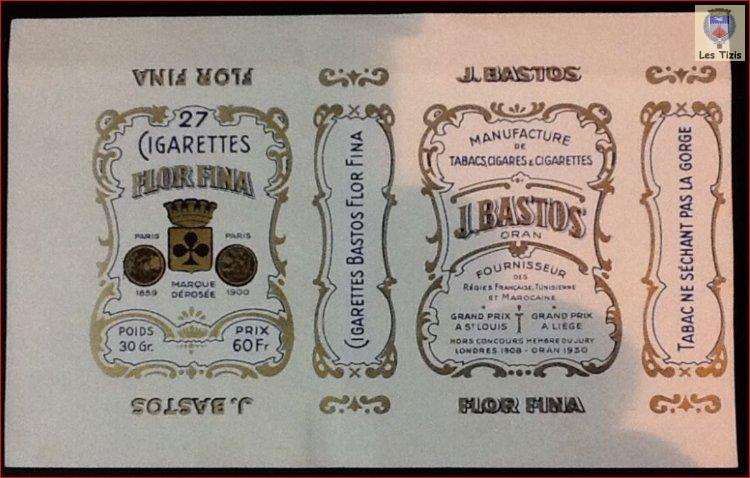 Les Tizis
FLOR FINA
27
CIGARETTES
FLOR FINA
PARIS
PARIS
1889
1900
MARQUE
DÉPOSÉE
POIDS
30 Gr.
PRIX
60 Fr
J. BASTOS
CIGARETTES BASTOS FLOR FINA
J. BASTOS
MANUFACTURE
DE
TABACS, CIGARES & CIGARETTES
J. BASTOS
ORAN
FOURNISSEUR
DES
RÉGIES FRANÇAISE, TUNISIENNE
ET MAROCAINE
GRAND PRIX
A ST LOUIS
GRAND PRIX
A LIÈGE
HORS CONCOURS MEMBRE DU JURY
LONDRES 1908 - ORAN 1930
FLOR FINA
TABAC NE SÉCHANT PAS LA GORGE